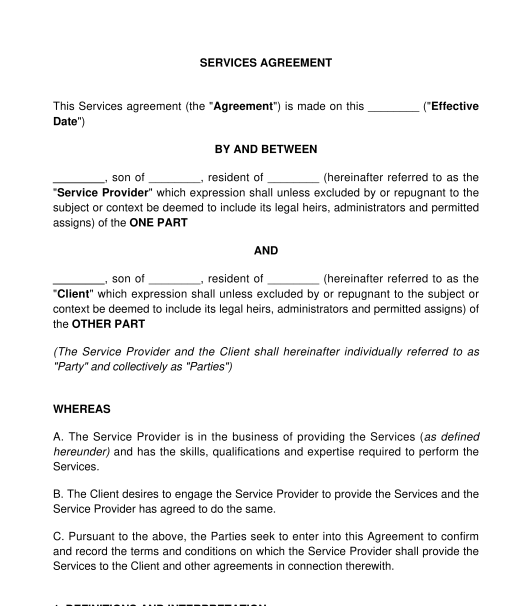 SERVICES AGREEMENT
This Services agreement (the "Agreement") is made on this ________ ("Effective
Date")
BY AND BETWEEN
________, son of ________, resident of ________ (hereinafter referred to as the
"Service Provider" which expression shall unless excluded by or repugnant to the
subject or context be deemed to include its legal heirs, administrators and permitted
assigns) of the ONE PART
AND
________, son of ________, resident of ________ (hereinafter referred to as the
"Client" which expression shall unless excluded by or repugnant to the subject or
context be deemed to include its legal heirs, administrators and permitted assigns) of
the OTHER PART
(The Service Provider and the Client shall hereinafter individually referred to as
"Party" and collectively as "Parties")
WHEREAS
A. The Service Provider is in the business of providing the Services (as defined
hereunder) and has the skills, qualifications and expertise required to perform the
Services.
B. The Client desires to engage the Service Provider to provide the Services and the
Service Provider has agreed to do the same.
C. Pursuant to the above, the Parties seek to enter into this Agreement to confirm
and record the terms and conditions on which the Service Provider shall provide the
Services to the Client and other agreements in connection therewith.
1. DEFINITIONS AND INTERPRETATION